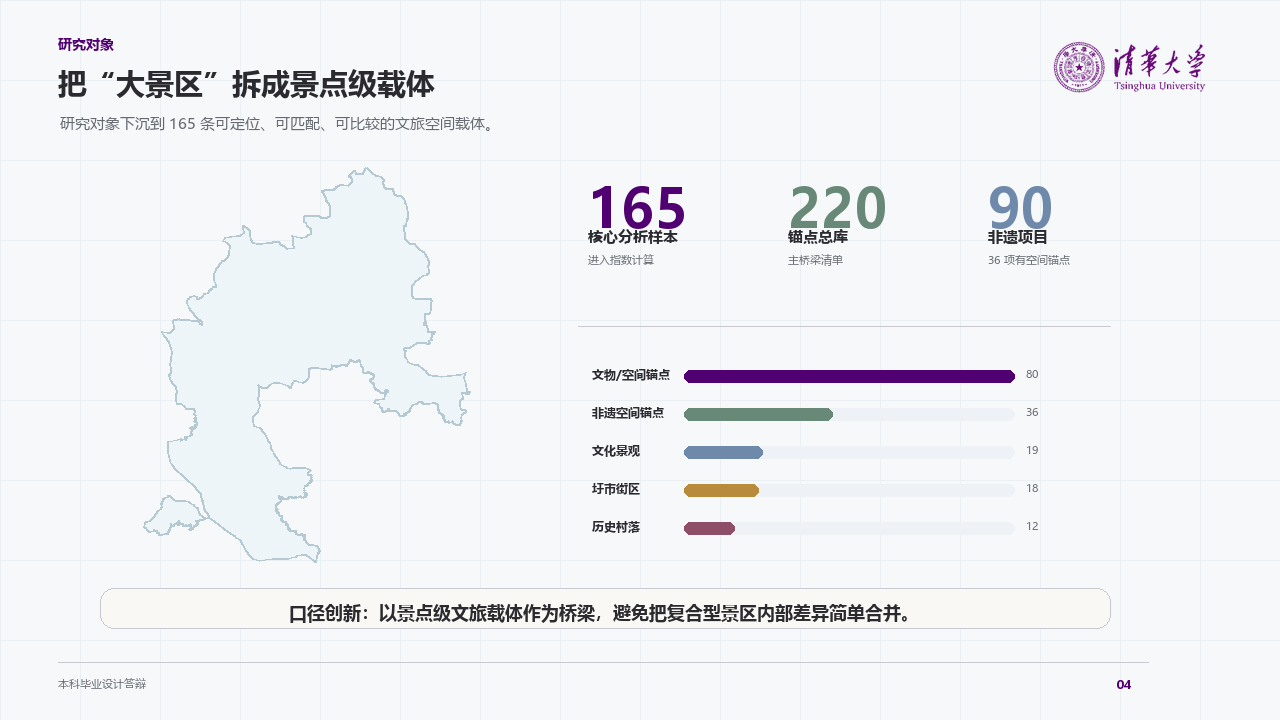 研究对象
把“大景区”拆成景点级载体
研究对象下沉到 165 条可定位、可匹配、可比较的文旅空间载体。
清華大学
Tsinghua University
165
核心分析样本
进入指数计算
220
锚点总库
主桥梁清单
90
非遗项目
36 项有空间锚点
文物/空间锚点 80
非遗空间锚点 36
文化景观 19
圩市街区 18
历史村落 12
口径创新：以景点级文旅载体作为桥梁，避免把复合型景区内部差异简单合并。
本科毕业设计答辩
04